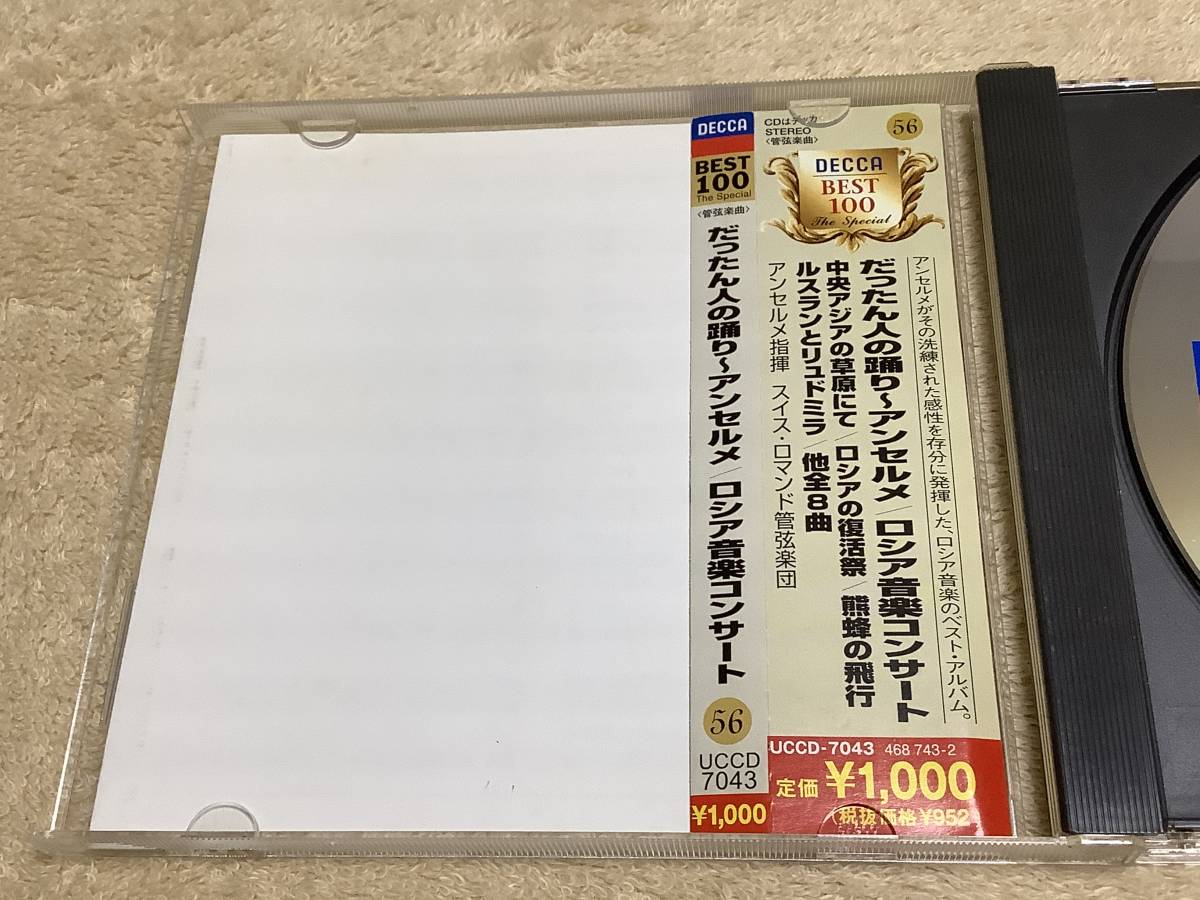 DECCA
BEST
100
The Special
〈管弦楽曲〉
だったん人の踊り～アンセルメ/ロシア音楽コンサート
56
UCCD
7043
¥1,000
CDはデッカ
STEREO
〈管弦楽曲〉
56
DECCA
BEST
100
The Special
アンセルメがその洗練された感性を存分に発揮した、ロシア音楽のベスト・アルバム。
だったん人の踊り～アンセルメ/ロシア音楽コンサート
中央アジアの草原にて/ロシアの復活祭/熊蜂の飛行
ルスランとリュドミラ/他全8曲
アンセルメ指揮 スイス・ロマンド管弦楽団
UCCD-7043 468 743-2
定価 ¥1,000
税抜価格¥952